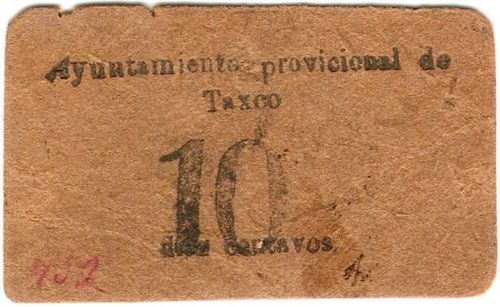 Ayuntamiento provicional de
Taxco
10
diez centavos.